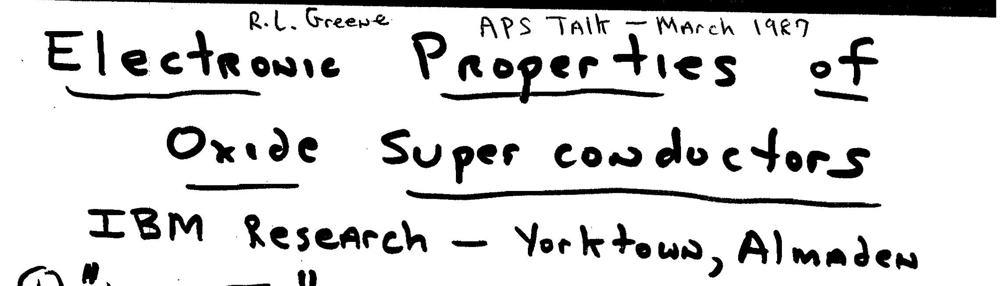 R.L. Greene APS Talk - March 1987
Electronic Properties of
Oxide Superconductors
IBM Research - Yorktown, Almaden